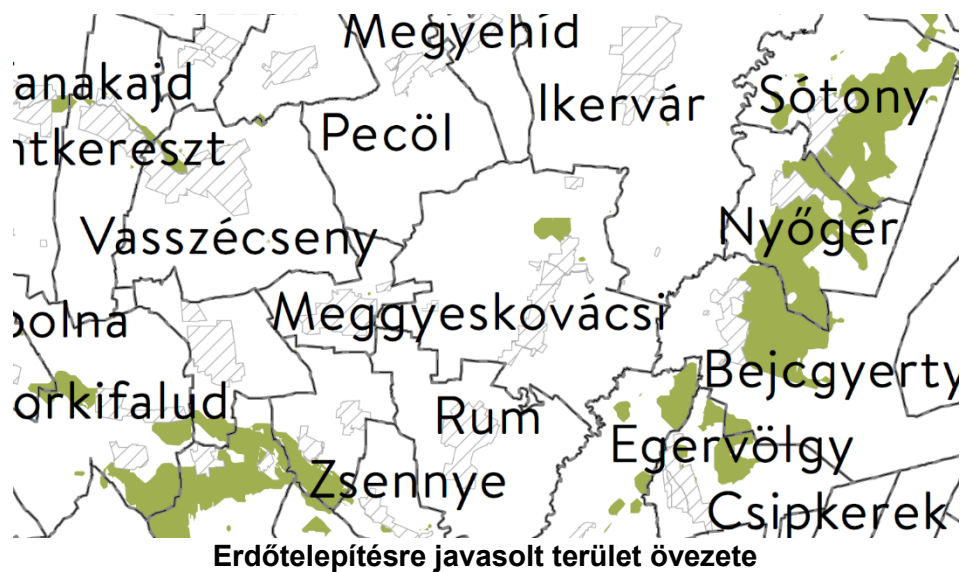 Megyehíd
anakajd
Ikervár
Sótony
Pecöl
ntkereszt
Vasszécseny
Nyőgér
Meggyeskovácsi
polna
Bejcgyerty
orkifalud
Rum
Egervölgy
Zsennye
Csipkerek
Erdőtelepítésre javasolt terület övezete